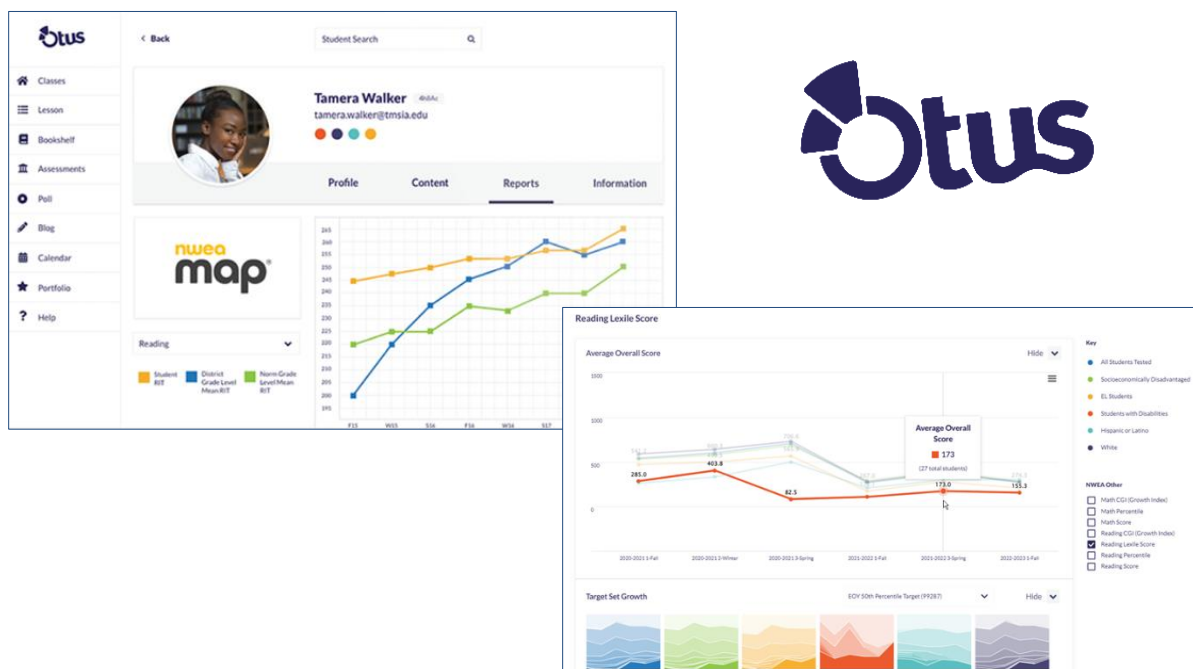 Otus
Back
Student Search
Classes
Lesson
Bookshelf
Assessments
Poll
Blog
Calendar
Portfolio
Help
Tamera Walker
tamera.walker@tmsia.edu
Profile
Content
Reports
Information
nwea
map®
Reading
Student
RIT
District
Grade Level
Mean RIT
Norm Grade
Level Mean
RIT
265
260
255
250
245
240
235
230
225
220
215
210
205
200
195
F15
W15
S16
F16
W16
S17
Otus
Reading Lexile Score
Average Overall Score
Hide
1500
1000
500
0
285.0
403.8
82.5
173.0
155.3
Average Overall
Score
173
(27 total students)
2020-2021 1-Fall
2020-2021 2-Winter
2020-2021 3-Spring
2021-2022 1-Fall
2021-2022 3-Spring
2022-2023 1-Fall
Key
All Students Tested
Socioeconomically Disadvantaged
EL Students
Students with Disabilities
Hispanic or Latino
White
NWEA Other
Math CGI (Growth Index)
Math Percentile
Math Score
Reading CGI (Growth Index)
Reading Lexile Score
Reading Percentile
Reading Score
Target Set Growth
EOY 50th Percentile Target (99287)
Hide